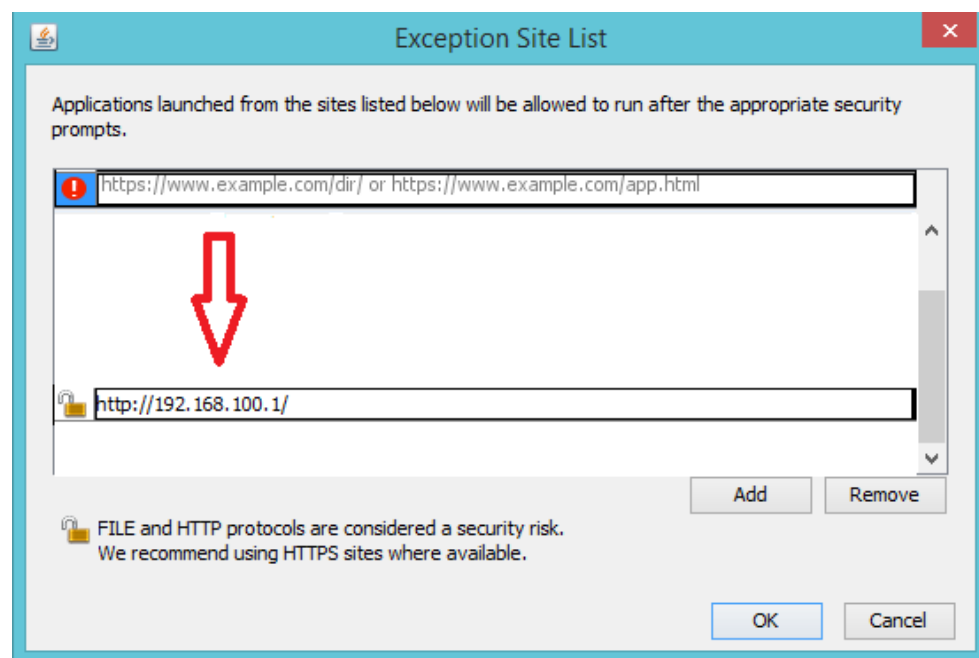 Exception Site List
Applications launched from the sites listed below will be allowed to run after the appropriate security
prompts.
https://www.example.com/dir/ or https://www.example.com/app.html
http://192.168.100.1/
Add Remove
FILE and HTTP protocols are considered a security risk.
We recommend using HTTPS sites where available.
OK Cancel